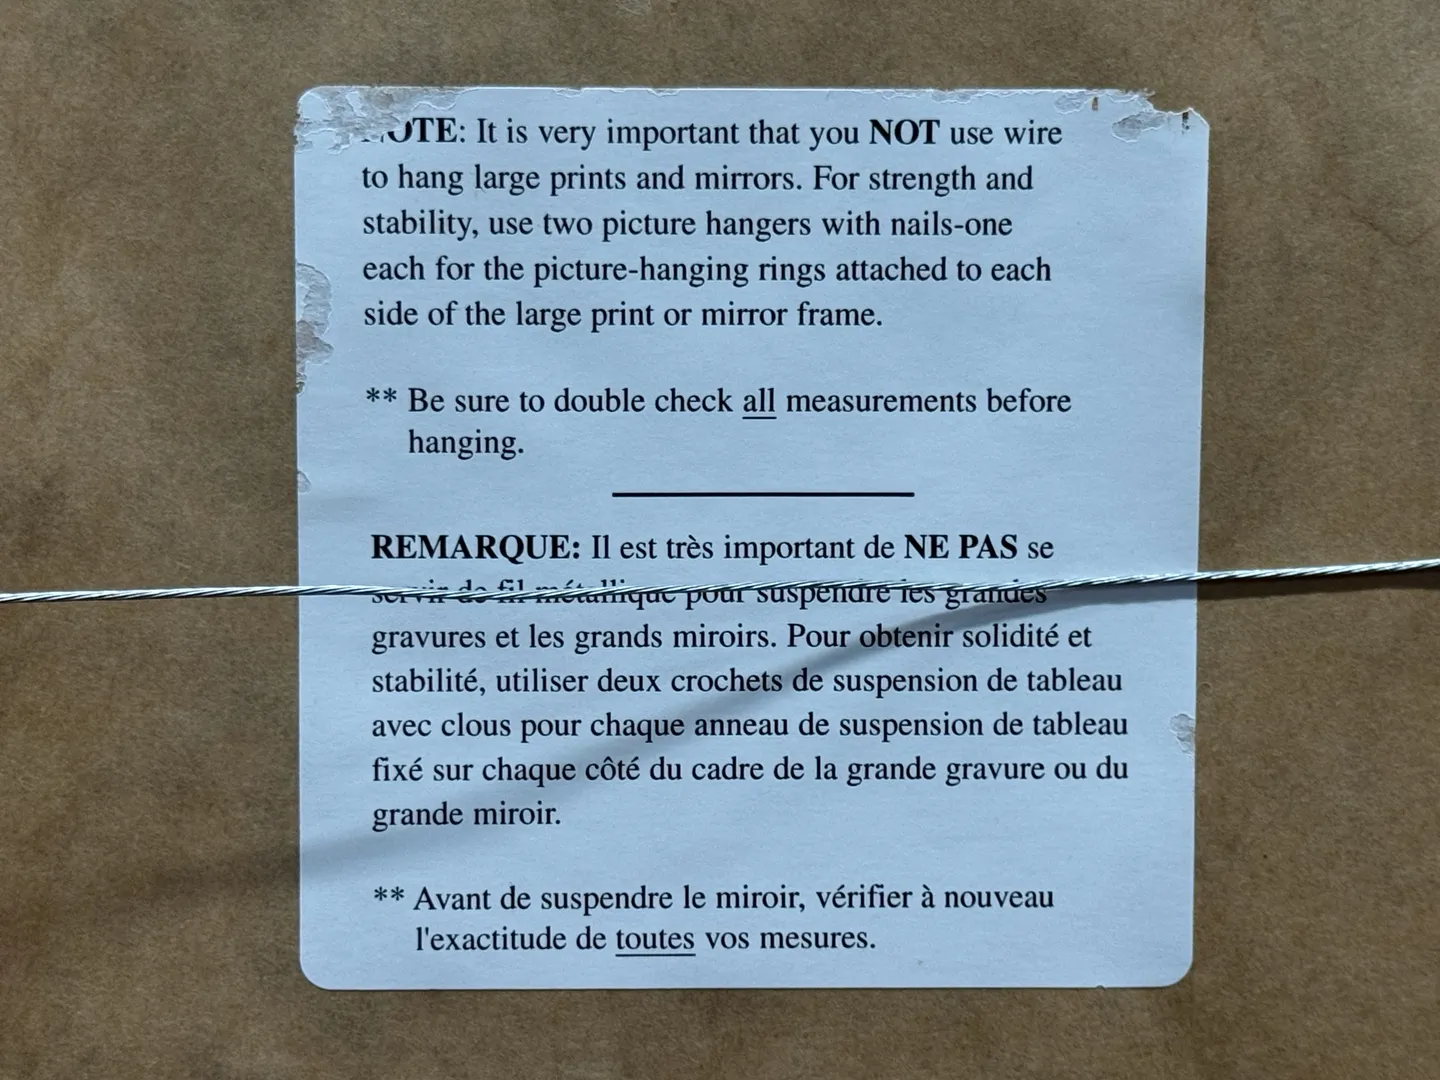 NOTE: It is very important that you NOT use wire
to hang large prints and mirrors. For strength and
stability, use two picture hangers with nails-one
each for the picture-hanging rings attached to each
side of the large print or mirror frame.
** Be sure to double check all measurements before
hanging.
REMARQUE: Il est très important de NE PAS se
servir de fil métallique pour suspendre les grandes
gravures et les grands miroirs. Pour obtenir solidité et
stabilité, utiliser deux crochets de suspension de tableau
avec clous pour chaque anneau de suspension de tableau
fixé sur chaque côté du cadre de la grande gravure ou du
grande miroir.
** Avant de suspendre le miroir, vérifier à nouveau
l'exactitude de toutes vos mesures.